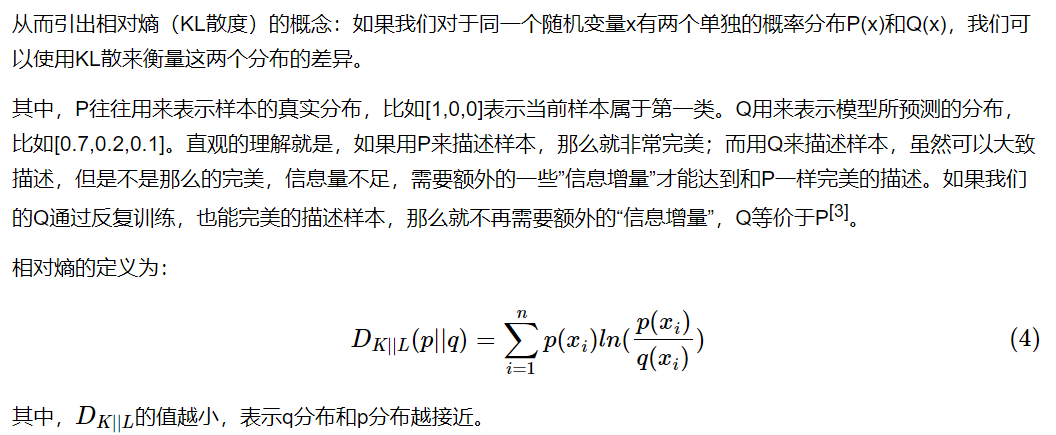 从而引出相对熵（KL散度）的概念：如果我们对于同一个随机变量x有两个单独的概率分布P(x)和Q(x)，我们可
以使用KL散来衡量这两个分布的差异。
其中，P往往用来表示样本的真实分布，比如[1,0,0]表示当前样本属于第一类。Q用来表示模型所预测的分布，
比如[0.7,0.2,0.1]。直观的理解就是，如果用P来描述样本，那么就非常完美；而用Q来描述样本，虽然可以大致
描述，但是不是那么的完美，信息量不足，需要额外的一些”信息增量”才能达到和P一样完美的描述。如果我们
的Q通过反复训练，也能完美的描述样本，那么就不再需要额外的“信息增量”，Q等价于P[3]。
相对熵的定义为：
$D_{K||L}(p||q) = \sum_{i=1}^{n} p(x_i)ln(\frac{p(x_i)}{q(x_i)})$ (4)
其中，$D_{K||L}$的值越小，表示q分布和p分布越接近。